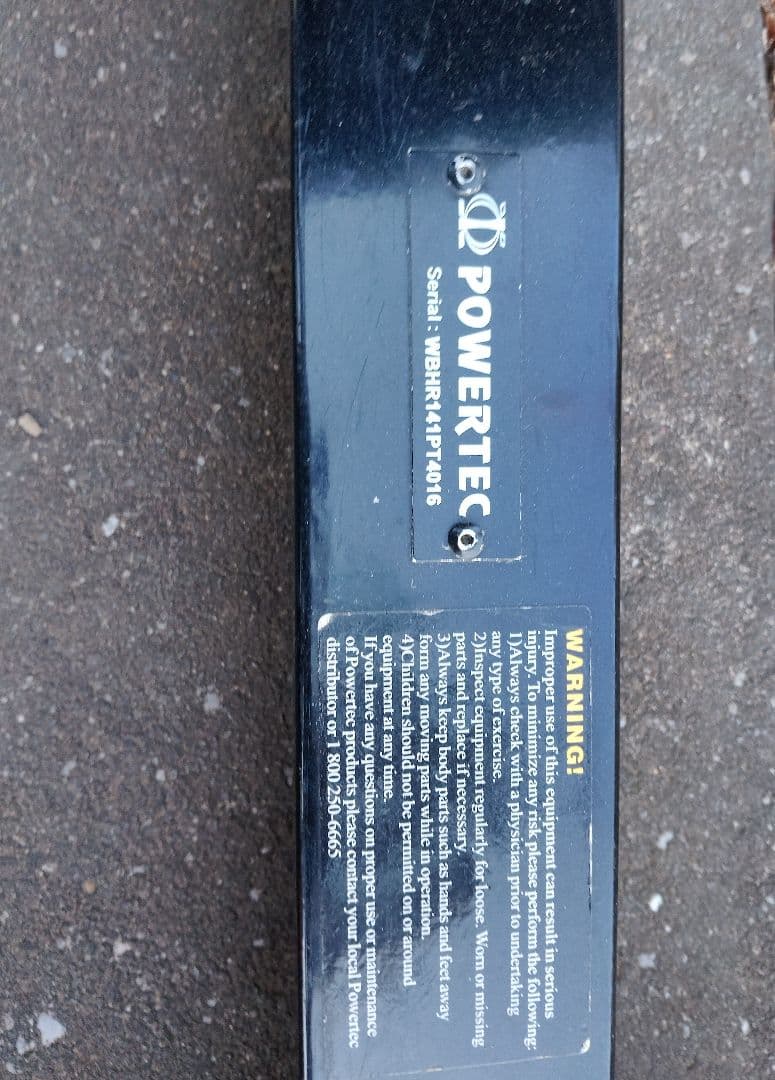 POWERTEC
Serial : WBHR141PT4016
WARNING!
Improper use of this equipment can result in serious
injury. To minimize any risk please perform the following:
1)Always check with a physician prior to undertaking
any type of exercise.
2)Inspect equipment regularly for loose. Worn or missing
parts and replace if necessary.
3)Always keep body parts such as hands and feet away
form any moving parts while in operation.
4)Children should not be permitted on or around
equipment at any time.
If you have any questions on proper use or maintenance
of Powertec products please contact your local Powertec
distributor or 1 800 250-6665